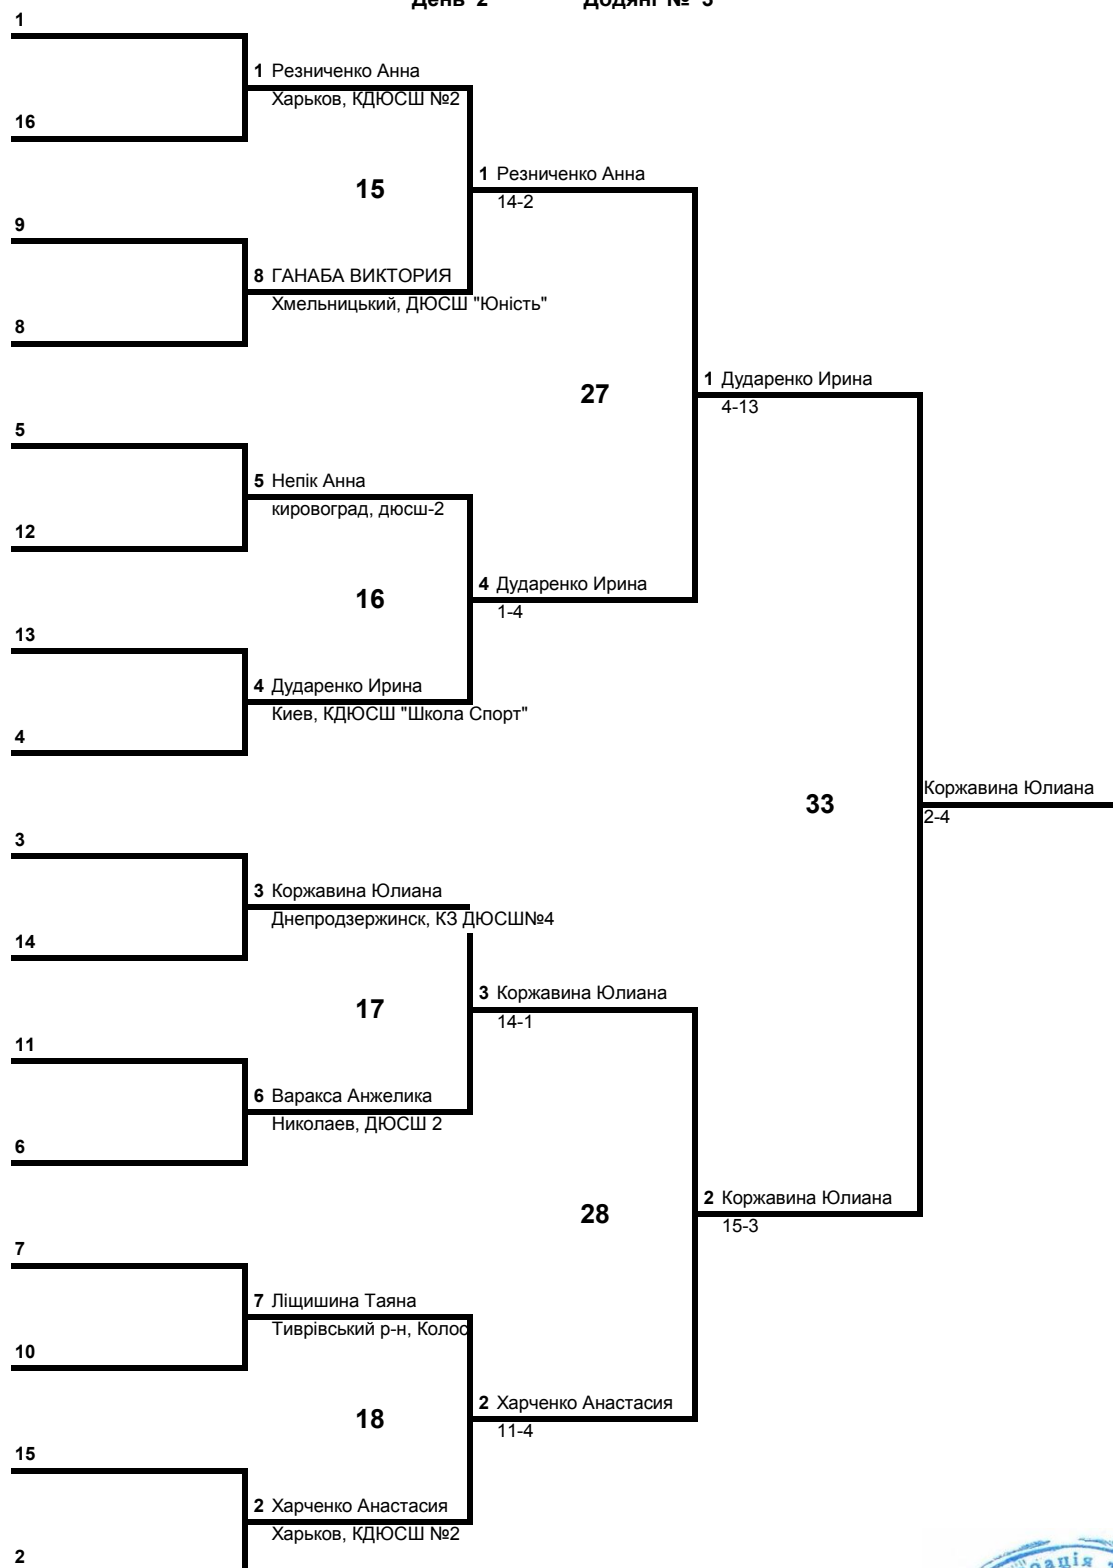 День 2 Додянг № 3
1
1 Резниченко Анна
Харьков, КДЮСШ №2
16
1 Резниченко Анна
15
14-2
9
8 ГАНАБА ВИКТОРИЯ
Хмельницький, ДЮСШ "Юність"
8
1 Дударенко Ирина
27
4-13
5
5 Непік Анна
кировоград, дюсш-2
12
4 Дударенко Ирина
16
1-4
13
4 Дударенко Ирина
Киев, КДЮСШ "Школа Спорт"
4
Коржавина Юлиана
33
2-4
3
3 Коржавина Юлиана
Днепродзержинск, КЗ ДЮСШ№4
14
3 Коржавина Юлиана
17
14-1
11
6 Варакса Анжелика
Николаев, ДЮСШ 2
6
2 Коржавина Юлиана
28
15-3
7
7 Ліщишина Таяна
Тиврівський р-н, Колос
10
2 Харченко Анастасия
18
11-4
15
2 Харченко Анастасия
Харьков, КДЮСШ №2
2